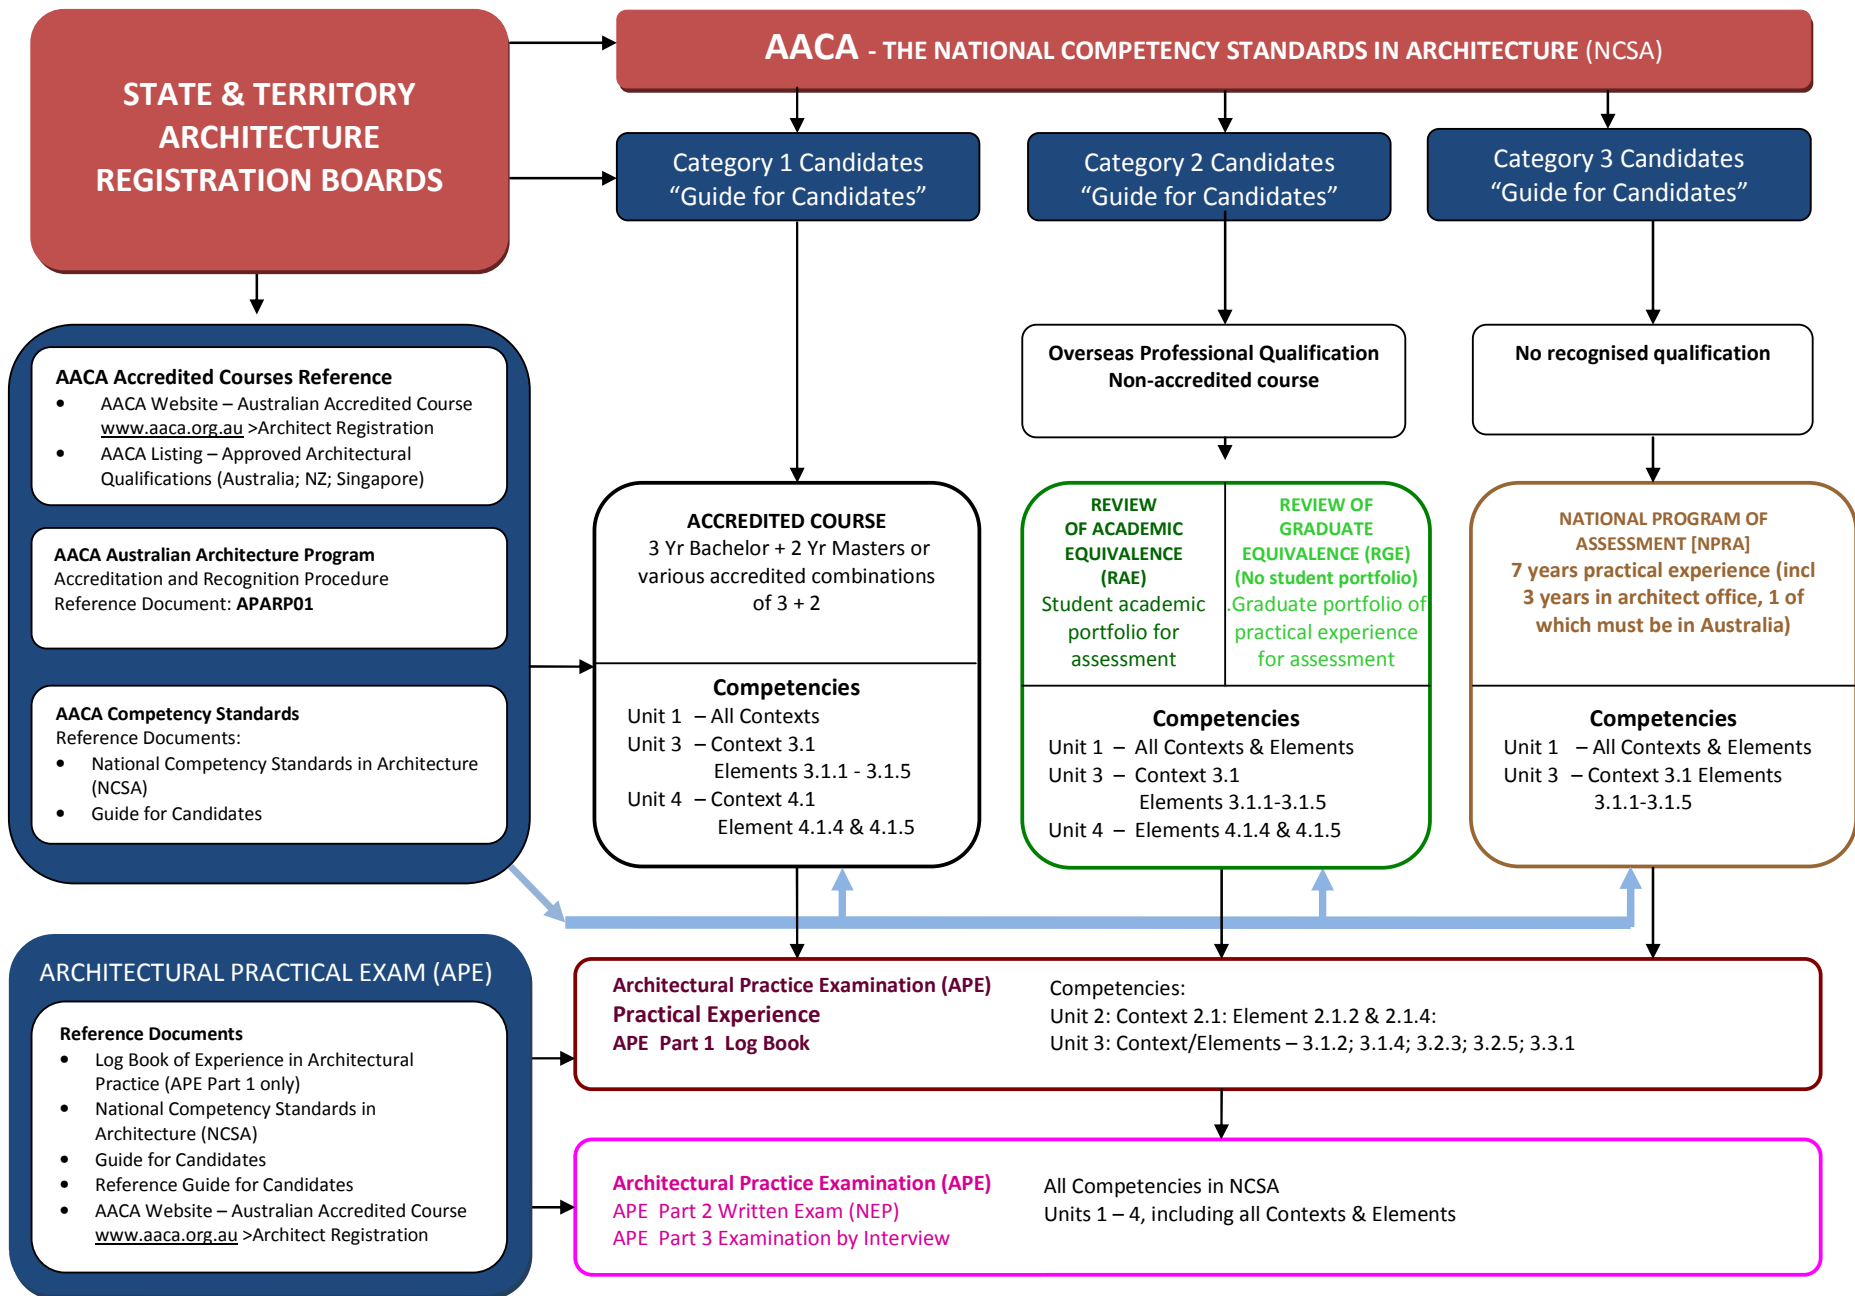 STATE & TERRITORY
ARCHITECTURE
REGISTRATION BOARDS
AACA - THE NATIONAL COMPETENCY STANDARDS IN ARCHITECTURE (NCSA)
Category 1 Candidates
“Guide for Candidates”
Category 2 Candidates
“Guide for Candidates”
Category 3 Candidates
“Guide for Candidates”
Overseas Professional Qualification
Non-accredited course
No recognised qualification
AACA Accredited Courses Reference
• AACA Website – Australian Accredited Course
www.aaca.org.au >Architect Registration
• AACA Listing – Approved Architectural
Qualifications (Australia; NZ; Singapore)
AACA Australian Architecture Program
Accreditation and Recognition Procedure
Reference Document: APARP01
AACA Competency Standards
Reference Documents:
• National Competency Standards in Architecture
(NCSA)
• Guide for Candidates
ACCREDITED COURSE
3 Yr Bachelor + 2 Yr Masters or
various accredited combinations
of 3 + 2
Competencies
Unit 1 – All Contexts
Unit 3 – Context 3.1
Elements 3.1.1 - 3.1.5
Unit 4 – Context 4.1
Element 4.1.4 & 4.1.5
REVIEW
OF ACADEMIC
EQUIVALENCE
(RAE)
Student academic
portfolio for
assessment
REVIEW OF
GRADUATE
EQUIVALENCE (RGE)
(No student portfolio)
.Graduate portfolio of
practical experience
for assessment
Competencies
Unit 1 – All Contexts & Elements
Unit 3 – Context 3.1
Elements 3.1.1-3.1.5
Unit 4 – Elements 4.1.4 & 4.1.5
NATIONAL PROGRAM OF
ASSESSMENT [NPRA]
7 years practical experience (incl
3 years in architect office, 1 of
which must be in Australia)
Competencies
Unit 1 – All Contexts & Elements
Unit 3 – Context 3.1 Elements
3.1.1-3.1.5
ARCHITECTURAL PRACTICAL EXAM (APE)
Reference Documents
• Log Book of Experience in Architectural
Practice (APE Part 1 only)
• National Competency Standards in
Architecture (NCSA)
• Guide for Candidates
• Reference Guide for Candidates
• AACA Website – Australian Accredited Course
www.aaca.org.au >Architect Registration
Architectural Practice Examination (APE)
Practical Experience
APE Part 1 Log Book
Competencies:
Unit 2: Context 2.1: Element 2.1.2 & 2.1.4:
Unit 3: Context/Elements – 3.1.2; 3.1.4; 3.2.3; 3.2.5; 3.3.1
Architectural Practice Examination (APE)
APE Part 2 Written Exam (NEP)
APE Part 3 Examination by Interview
All Competencies in NCSA
Units 1 – 4, including all Contexts & Elements